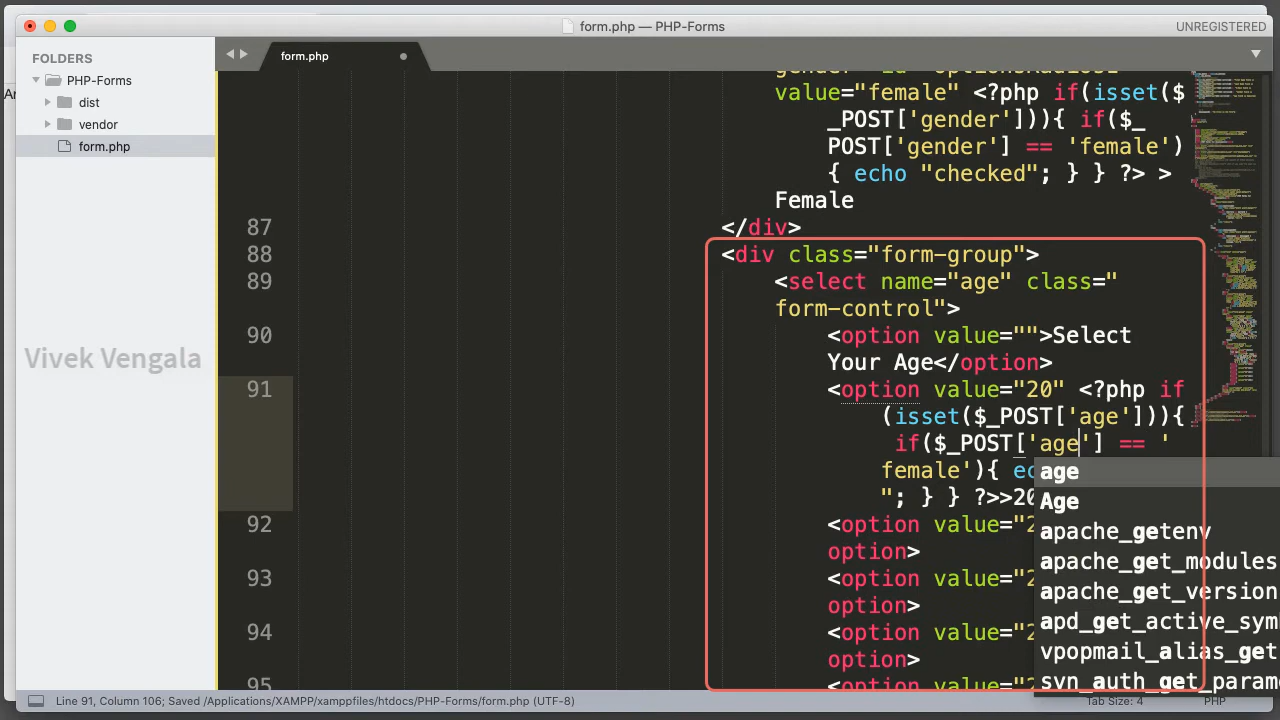 form.php — PHP-Forms
UNREGISTERED
FOLDERS
PHP-Forms
dist
vendor
form.php
form.php
Vivek Vengala
value="female" <?php if(isset($
_POST['gender'])){ if($_
POST['gender'] == 'female')
{ echo "checked"; } } ?> >
Female
87 </div>
88 <div class="form-group">
89 <select name="age" class="
form-control">
90 <option value="">Select
Your Age</option>
91 <option value="20" <?php if
(isset($_POST['age'])){
if($_POST['age'] == '
female'){ ec
"; } } ?>>20
92 <option value="2
option>
93 <option value="2
option>
94 <option value="2
option>
95 <option value="2
age
Age
apache_getenv
apache_get_modules
apache_get_version
apd_get_active_sym
vpopmail_alias_get
svn_auth_get_parame
Line 91, Column 106; Saved /Applications/XAMPP/xamppfiles/htdocs/PHP-Forms/form.php (UTF-8)
Tab Size: 4
PHP